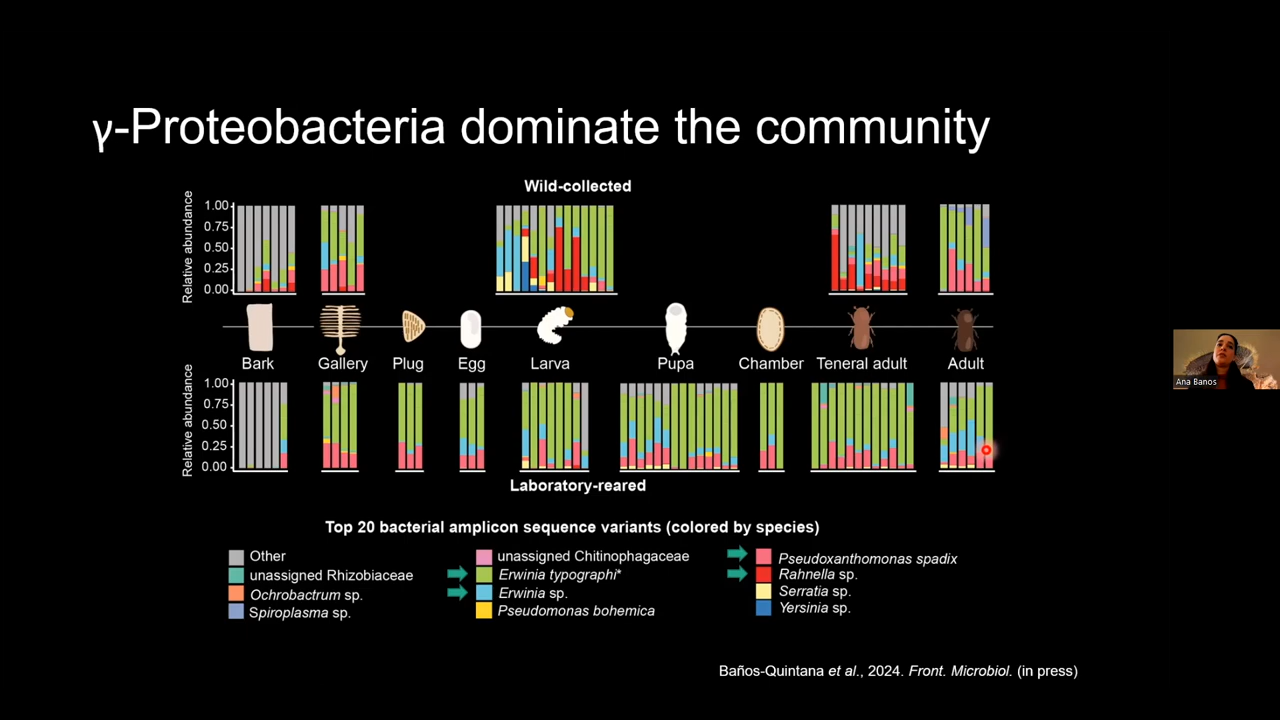 γ-Proteobacteria dominate the community
Wild-collected
Relative abundance
1.00
0.75
0.50
0.25
0.00
Bark
Gallery
Plug
Egg
Larva
Pupa
Chamber
Teneral adult
Adult
Relative abundance
1.00
0.75
0.50
0.25
0.00
Laboratory-reared
Top 20 bacterial amplicon sequence variants (colored by species)
Other
unassigned Rhizobiaceae
Ochrobactrum sp.
Spiroplasma sp.
unassigned Chitinophagaceae
Erwinia typographi*
Erwinia sp.
Pseudomonas bohemica
Pseudoxanthomonas spadix
Rahnella sp.
Serratia sp.
Yersinia sp.
Baños-Quintana et al., 2024. Front. Microbiol. (in press)
Ana Banos